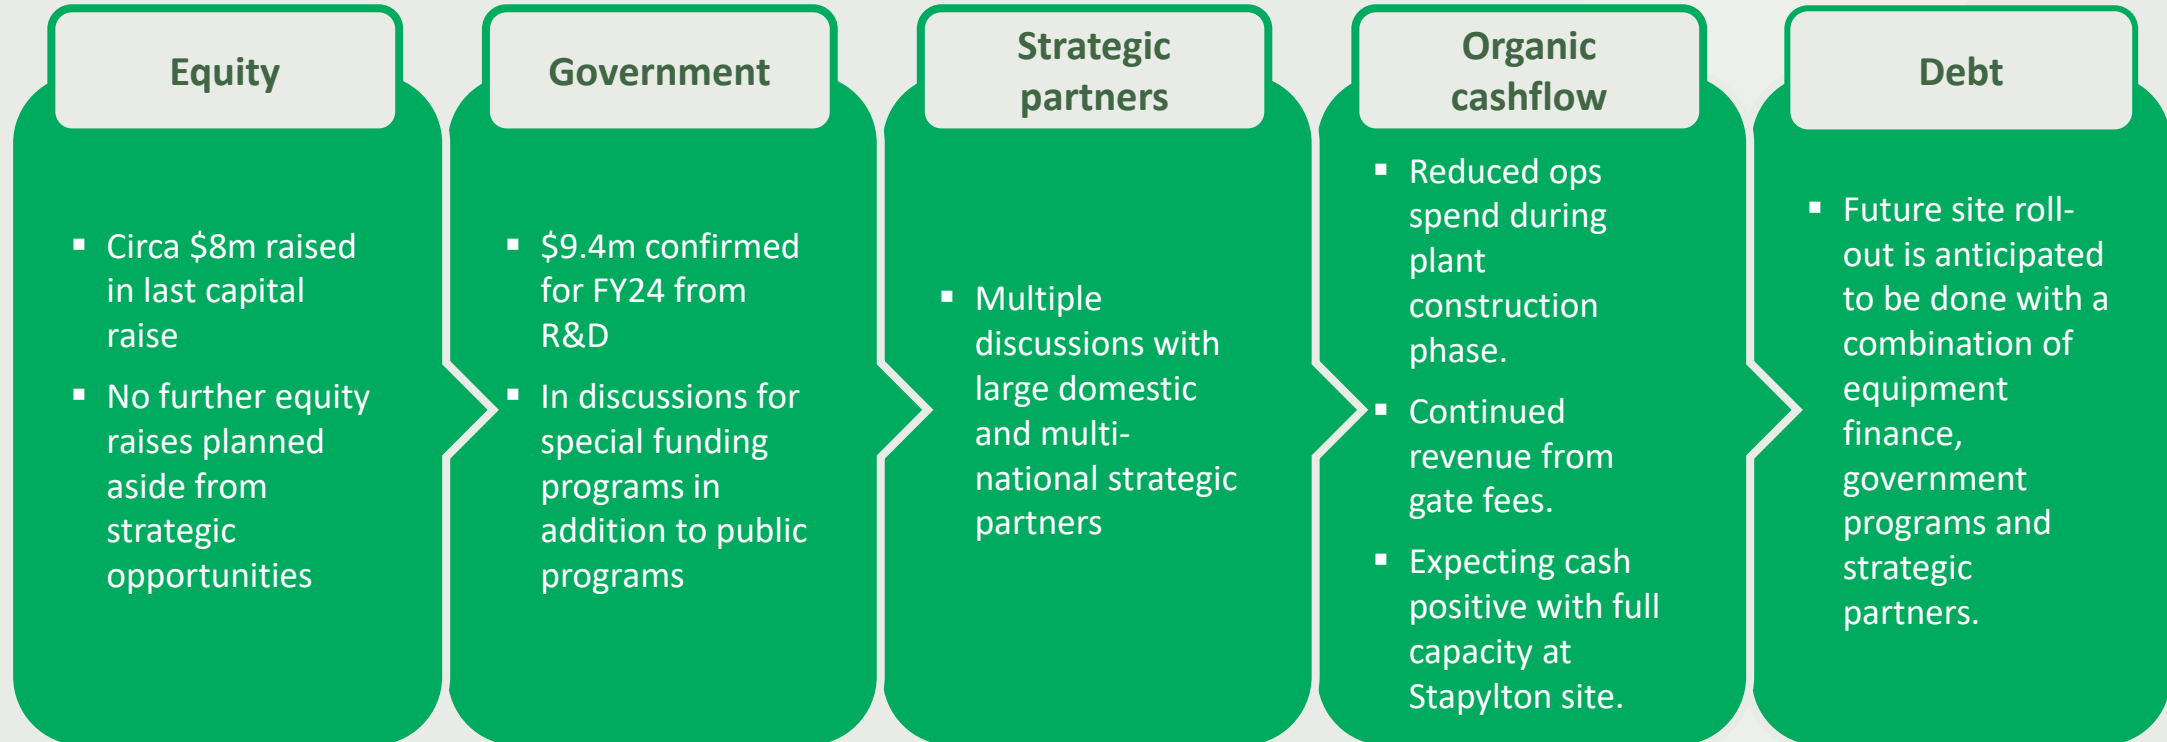 Equity
▪ Circa $8m raised
in last capital
raise
▪ No further equity
raises planned
aside from
strategic
opportunities
Government
▪ $9.4m confirmed
for FY24 from
R&D
▪ In discussions for
special funding
programs in
addition to public
programs
Strategic
partners
▪ Multiple
discussions with
large domestic
and multi-
national strategic
partners
Organic
cashflow
▪ Reduced ops
spend during
plant
construction
phase.
▪ Continued
revenue from
gate fees.
▪ Expecting cash
positive with full
capacity at
Stapylton site.
Debt
▪ Future site roll-
out is anticipated
to be done with a
combination of
equipment
finance,
government
programs and
strategic
partners.